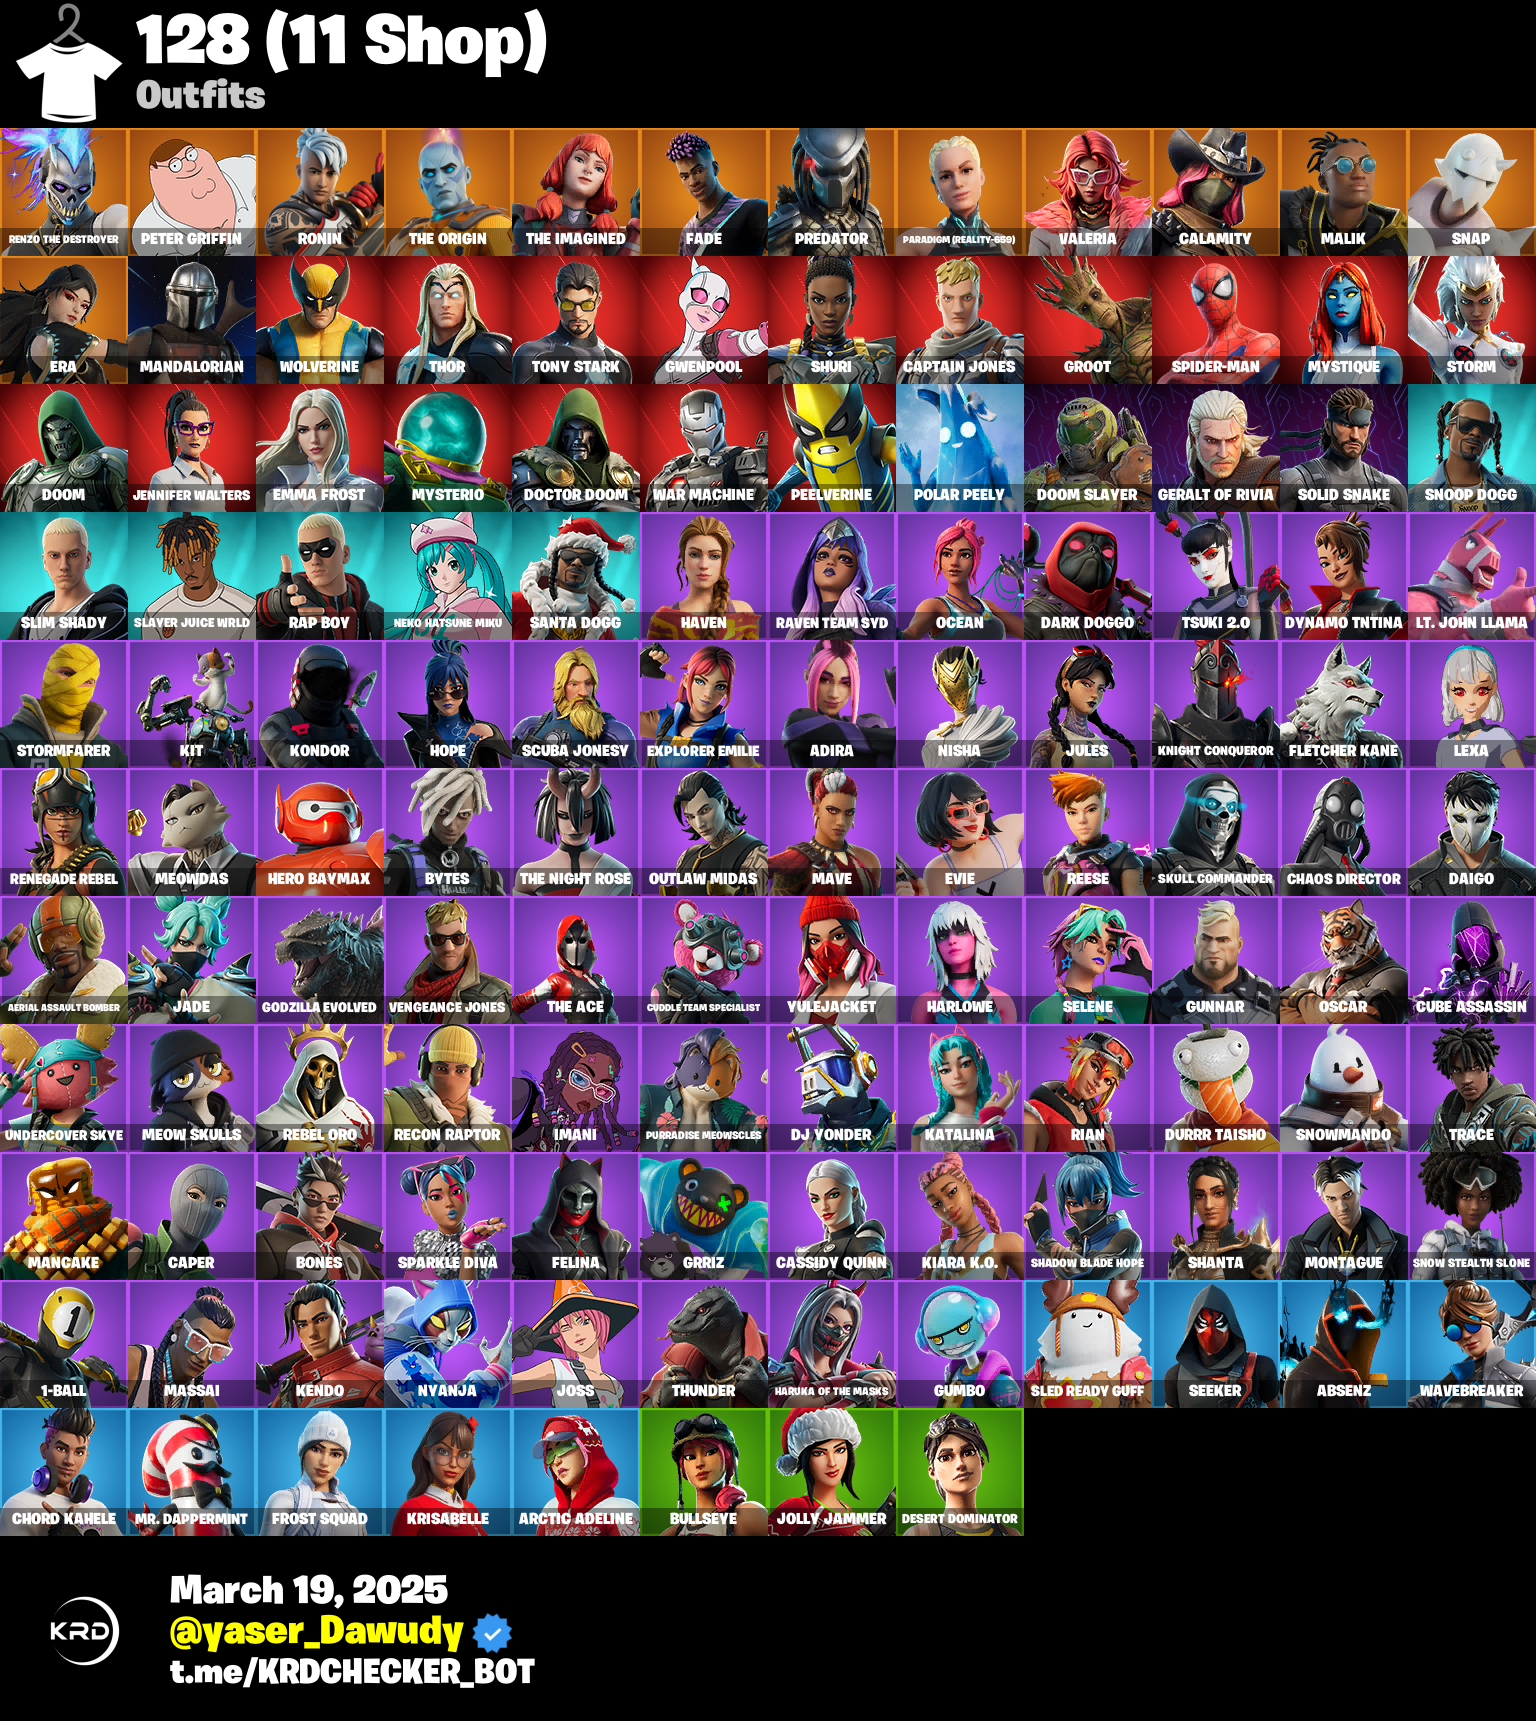 128 (11 Shop)
Outfits
RENZO THE DESTROYER
PETER GRIFFIN
RONIN
THE ORIGIN
THE IMAGINED
FADE
PREDATOR
PARADIGM (REALITY-659)
VALERIA
CALAMITY
MALIK
SNAP
ERA
MANDALORIAN
WOLVERINE
THOR
TONY STARK
GWENPOOL
SHURI
CAPTAIN JONES
GROOT
SPIDER-MAN
MYSTIQUE
STORM
DOOM
JENNIFER WALTERS
EMMA FROST
MYSTERIO
DOCTOR DOOM
WAR MACHINE
PEELVERINE
POLAR PEELY
DOOM SLAYER
GERALT OF RIVIA
SOLID SNAKE
SNOOP DOGG
SLIM SHADY
SLAYER JUICE WRLD
RAP BOY
NEKO HATSUNE MIKU
SANTA DOGG
HAVEN
RAVEN TEAM SYD
OCEAN
DARK DOGGO
TSUKI 2.0
DYNAMO TNTINA
LT. JOHN LLAMA
STORMFARER
KIT
KONDOR
HOPE
SCUBA JONESY
EXPLORER EMILIE
ADIRA
NISHA
JULES
KNIGHT CONQUEROR
FLETCHER KANE
LEXA
RENEGADE REBEL
MEOWDAS
HERO BAYMAX
BYTES
THE NIGHT ROSE
OUTLAW MIDAS
MAVE
EVIE
REESE
SKULL COMMANDER
CHAOS DIRECTOR
DAIGO
AERIAL ASSAULT BOMBER
JADE
GODZILLA EVOLVED
VENGEANCE JONES
THE ACE
CUDDLE TEAM SPECIALIST
YULEJACKET
HARLOWE
SELENE
GUNNAR
OSCAR
CUBE ASSASSIN
UNDERCOVER SKYE
MEOW SKULLS
REBEL ORO
RECON RAPTOR
IMANI
PURRADISE MEOWSCLES
DJ YONDER
KATALINA
RIAN
DURRR TAISHO
SNOWMANDO
TRACE
MANCAKE
CAPER
BONES
SPARKLE DIVA
FELINA
GRRIZ
CASSIDY QUINN
KIARA K.O.
SHADOW BLADE HOPE
SHANTA
MONTAGUE
SNOW STEALTH SLONE
1-BALL
MASSAI
KENDO
NYANJA
JOSS
THUNDER
HARUKA OF THE MASKS
GUMBO
SLED READY GUFF
SEEKER
ABSENZ
WAVEBREAKER
CHORD KAHELE
MR. DAPPERMINT
FROST SQUAD
KRISABELLE
ARCTIC ADELINE
BULLSEYE
JOLLY JAMMER
DESERT DOMINATOR
KRD
March 19, 2025
@yaser_Dawudy
t.me/KRDCHECKER_BOT